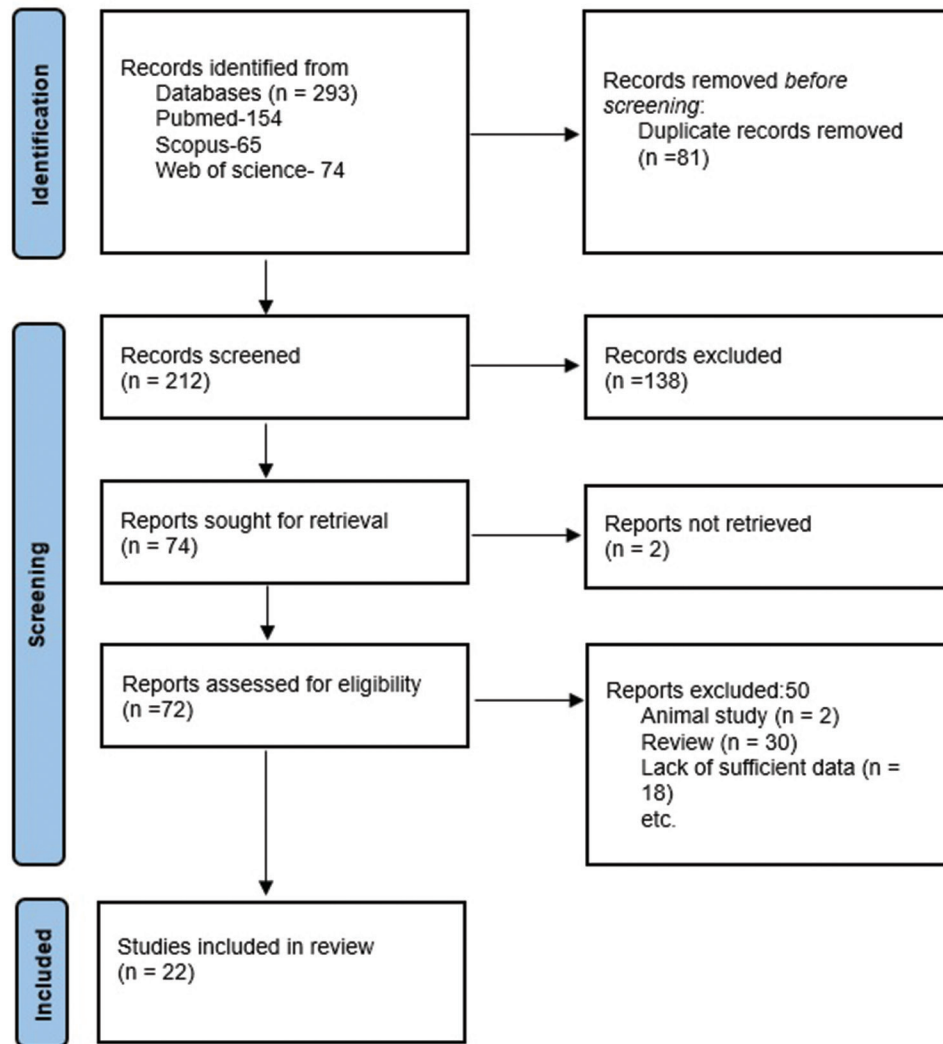 Identification
Records identified from
Databases (n = 293)
Pubmed-154
Scopus-65
Web of science- 74
Records removed before
screening:
Duplicate records removed
(n =81)
Screening
Records screened
(n = 212)
Records excluded
(n =138)
Reports sought for retrieval
(n = 74)
Reports not retrieved
(n = 2)
Reports assessed for eligibility
(n =72)
Reports excluded:50
Animal study (n = 2)
Review (n = 30)
Lack of sufficient data (n =
18)
etc.
Included
Studies included in review
(n = 22)